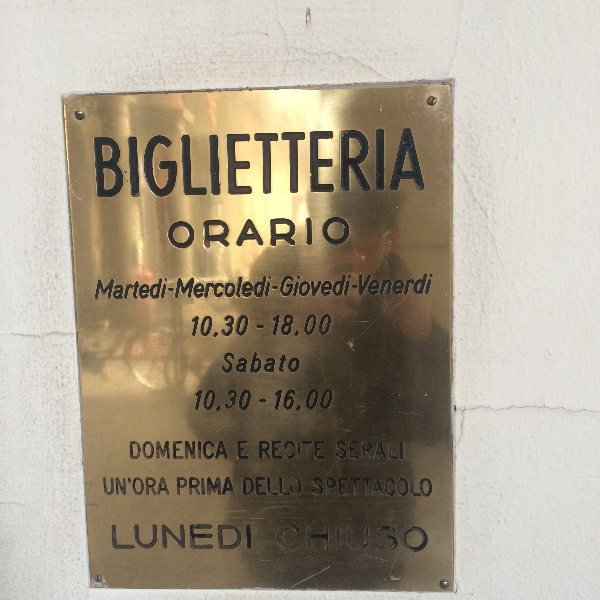 BIGLIETTERIA
ORARIO
Martedi-Mercoledi-Giovedi-Venerdi
10.30-18.00
Sabato
10.30-16.00
DOMENICA E RECITE SERALI
UN'ORA PRIMA DELLO SPETTACOLO
LUNEDI CHIUSO